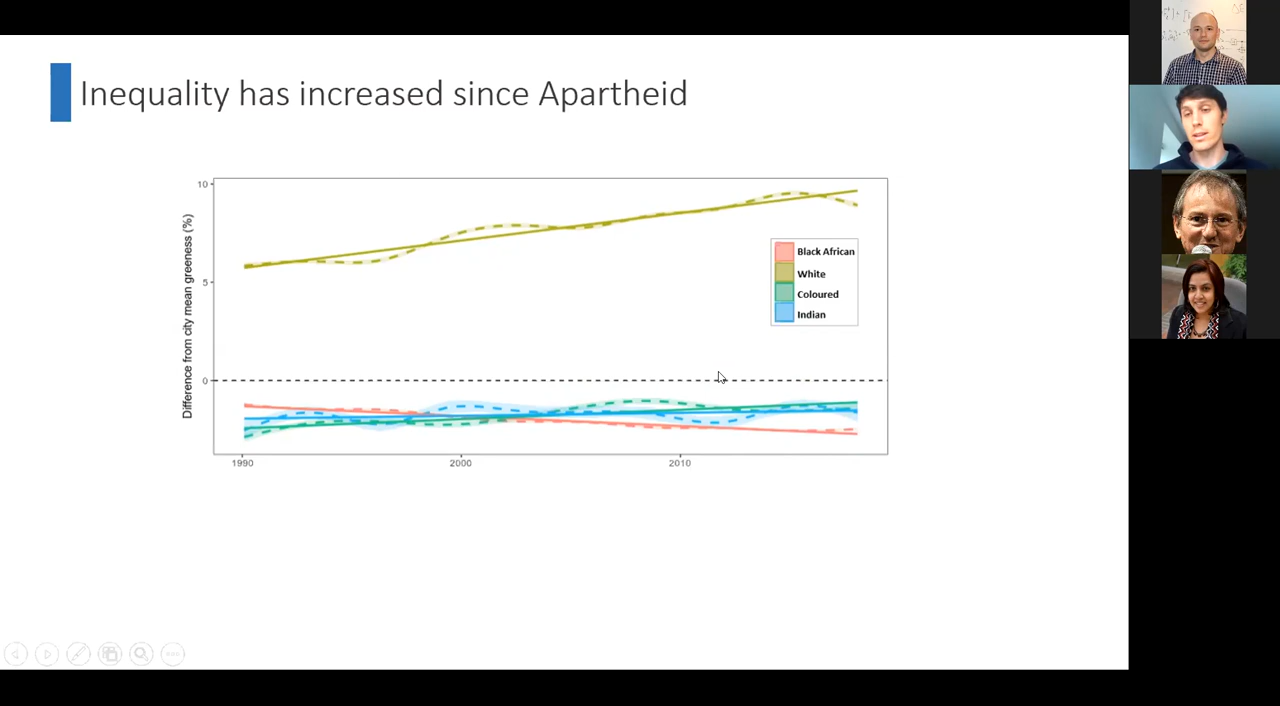 Inequality has increased since Apartheid
Difference from city mean greeness (%)
10
5
0
1990
2000
2010
Black African
White
Coloured
Indian